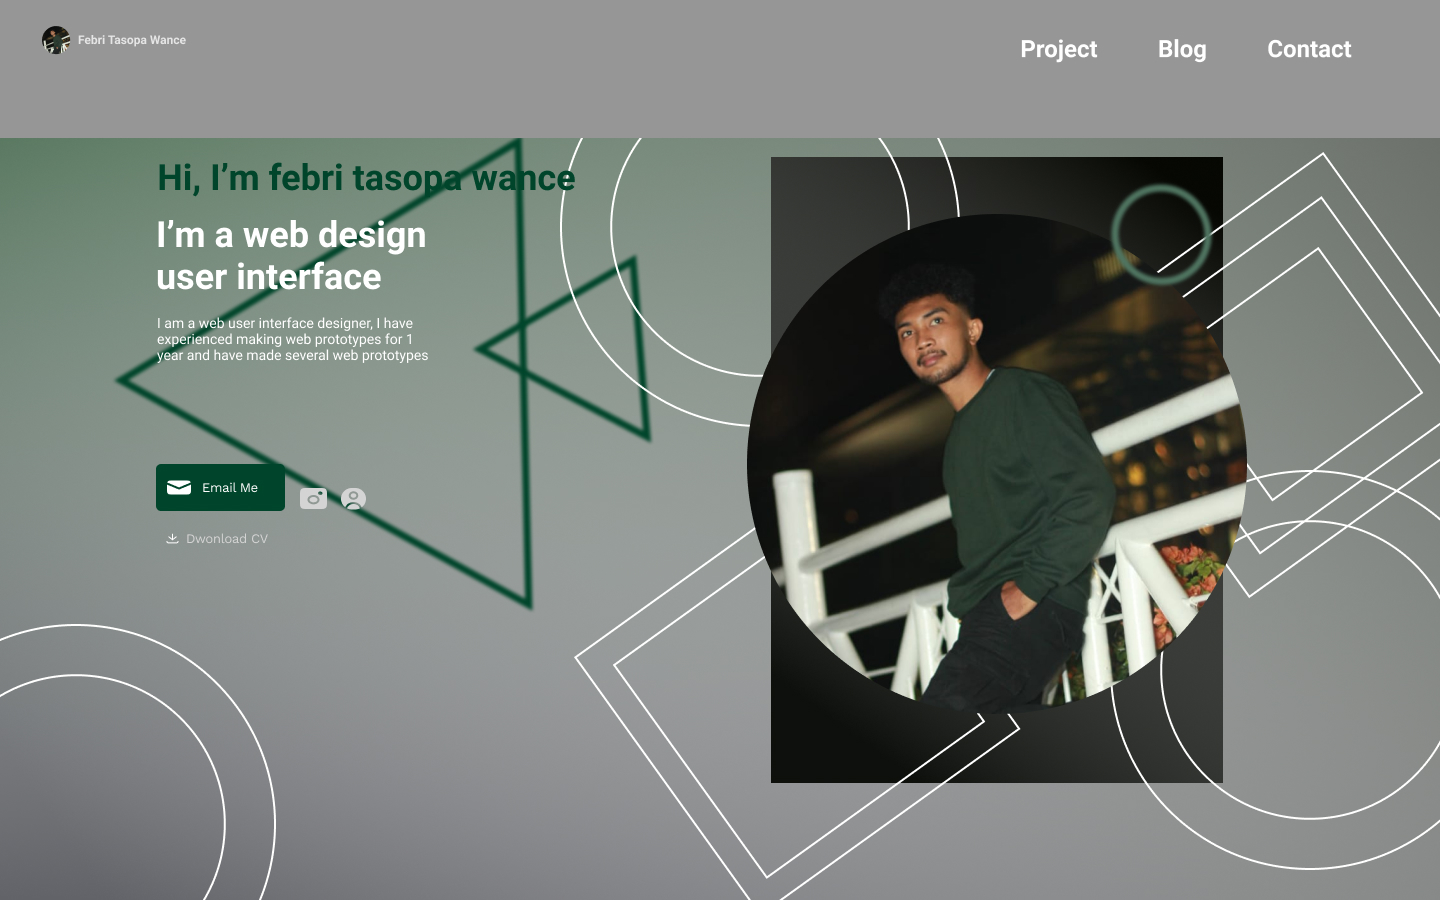 Febri Tasopa Wance
Project Blog Contact
Hi, I’m febri tasopa wance
I’m a web design
user interface
I am a web user interface designer, I have
experienced making web prototypes for 1
year and have made several web prototypes
Email Me
Dwonload CV